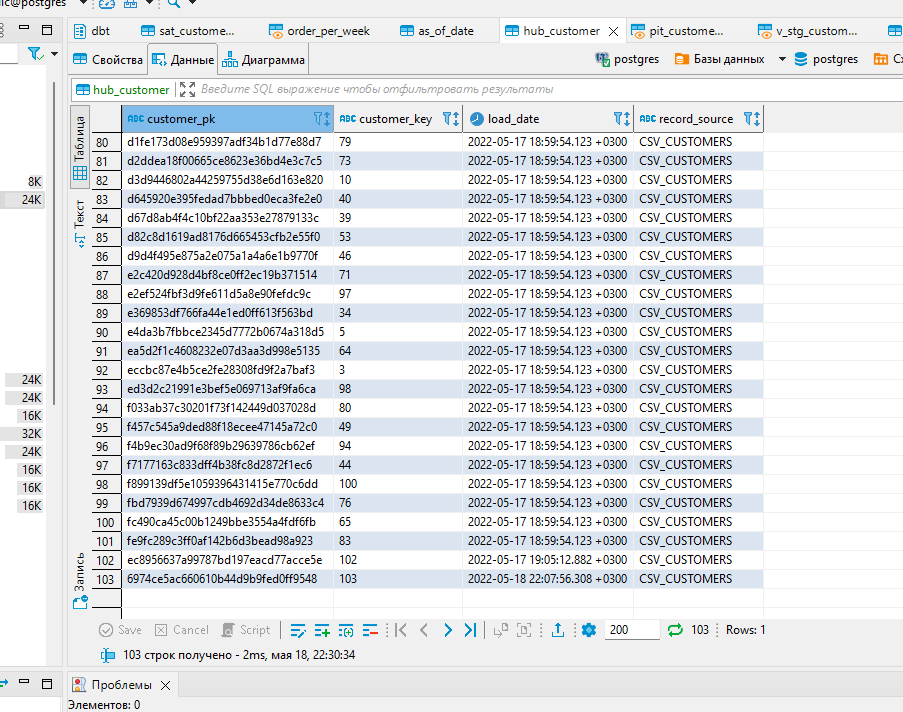 lic@postgres
dbt sat_custome... order_per_week as_of_date hub_customer pit_custome... v_stg_custom...
Свойства Данные Диаграмма postgres Базы данных postgres
hub_customer Введите SQL выражение чтобы отфильтровать результаты
Таблица
Текст
Запись
8K
24K
24K
24K
16K
32K
24K
16K
16K
16K
ABC customer_pk ABC customer_key load_date ABC record_source
80 d1fe173d08e959397adf34b1d77e88d7 79 2022-05-17 18:59:54.123 +0300 CSV_CUSTOMERS
81 d2ddea18f00665ce8623e36bd4e3c7c5 73 2022-05-17 18:59:54.123 +0300 CSV_CUSTOMERS
82 d3d9446802a44259755d38e6d163e820 10 2022-05-17 18:59:54.123 +0300 CSV_CUSTOMERS
83 d645920e395fedad7bbbed0eca3fe2e0 40 2022-05-17 18:59:54.123 +0300 CSV_CUSTOMERS
84 d67d8ab4f4c10bf22aa353e27879133c 39 2022-05-17 18:59:54.123 +0300 CSV_CUSTOMERS
85 d82c8d1619ad8176d665453cfb2e55f0 53 2022-05-17 18:59:54.123 +0300 CSV_CUSTOMERS
86 d9d4f495e875a2e075a1a4a6e1b9770f 46 2022-05-17 18:59:54.123 +0300 CSV_CUSTOMERS
87 e2c420d928d4bf8ce0ff2ec19b371514 71 2022-05-17 18:59:54.123 +0300 CSV_CUSTOMERS
88 e2ef524fbf3d9fe611d5a8e90fefdc9c 97 2022-05-17 18:59:54.123 +0300 CSV_CUSTOMERS
89 e369853df766fa44e1ed0ff613f563bd 34 2022-05-17 18:59:54.123 +0300 CSV_CUSTOMERS
90 e4da3b7fbbce2345d7772b0674a318d5 5 2022-05-17 18:59:54.123 +0300 CSV_CUSTOMERS
91 ea5d2f1c4608232e07d3aa3d998e5135 64 2022-05-17 18:59:54.123 +0300 CSV_CUSTOMERS
92 eccbc87e4b5ce2fe28308fd9f2a7baf3 3 2022-05-17 18:59:54.123 +0300 CSV_CUSTOMERS
93 ed3d2c21991e3bef5e069713af9fa6ca 98 2022-05-17 18:59:54.123 +0300 CSV_CUSTOMERS
94 f033ab37c30201f73f142449d037028d 80 2022-05-17 18:59:54.123 +0300 CSV_CUSTOMERS
95 f457c545a9ded88f18ecee47145a72c0 49 2022-05-17 18:59:54.123 +0300 CSV_CUSTOMERS
96 f4b9ec30ad9f68f89b29639786cb62ef 94 2022-05-17 18:59:54.123 +0300 CSV_CUSTOMERS
97 f7177163c833dff4b38fc8d2872f1ec6 44 2022-05-17 18:59:54.123 +0300 CSV_CUSTOMERS
98 f899139df5e1059396431415e770c6dd 100 2022-05-17 18:59:54.123 +0300 CSV_CUSTOMERS
99 fbd7939d674997cdb4692d34de8633c4 76 2022-05-17 18:59:54.123 +0300 CSV_CUSTOMERS
100 fc490ca45c00b1249bbe3554a4fdf6fb 65 2022-05-17 18:59:54.123 +0300 CSV_CUSTOMERS
101 fe9fc289c3ff0af142b6d3bead98a923 83 2022-05-17 18:59:54.123 +0300 CSV_CUSTOMERS
102 ec8956637a99787bd197eacd77acce5e 102 2022-05-17 19:05:12.882 +0300 CSV_CUSTOMERS
103 6974ce5ac660610b44d9b9fed0ff9548 103 2022-05-18 22:07:56.308 +0300 CSV_CUSTOMERS
Save Cancel Script 200 103 Rows: 1
103 строк получено - 2ms, мая 18, 22:30:34
Проблемы
Элементов: 0